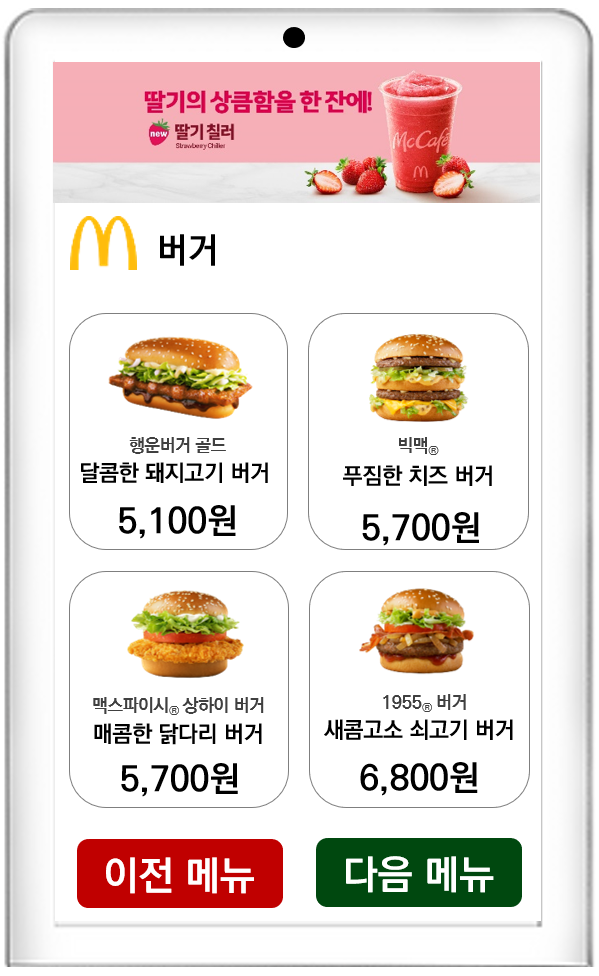 딸기의 상큼함을 한 잔에!
new 딸기 칠러
Strawberry Chiller
McCafé
버거
행운버거 골드
달콤한 돼지고기 버거
5,100원
빅맥®
푸짐한 치즈 버거
5,700원
맥스파이시® 상하이 버거
매콤한 닭다리 버거
5,700원
1955® 버거
새콤고소 쇠고기 버거
6,800원
이전 메뉴
다음 메뉴